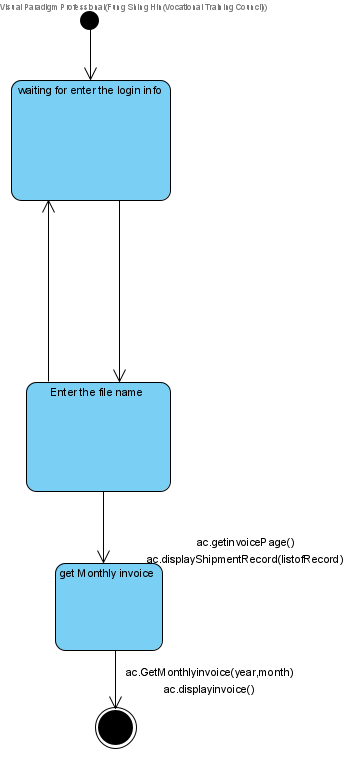 Visual Paradigm Professional(Fung Shing Hin(Vocational Training Council))
waiting for enter the login info
Enter the file name
ac.getinvoicePage()
ac.displayShipmentRecord(listofRecord)
get Monthly invoice
ac.GetMonthlyinvoice(year,month)
ac.displayinvoice()